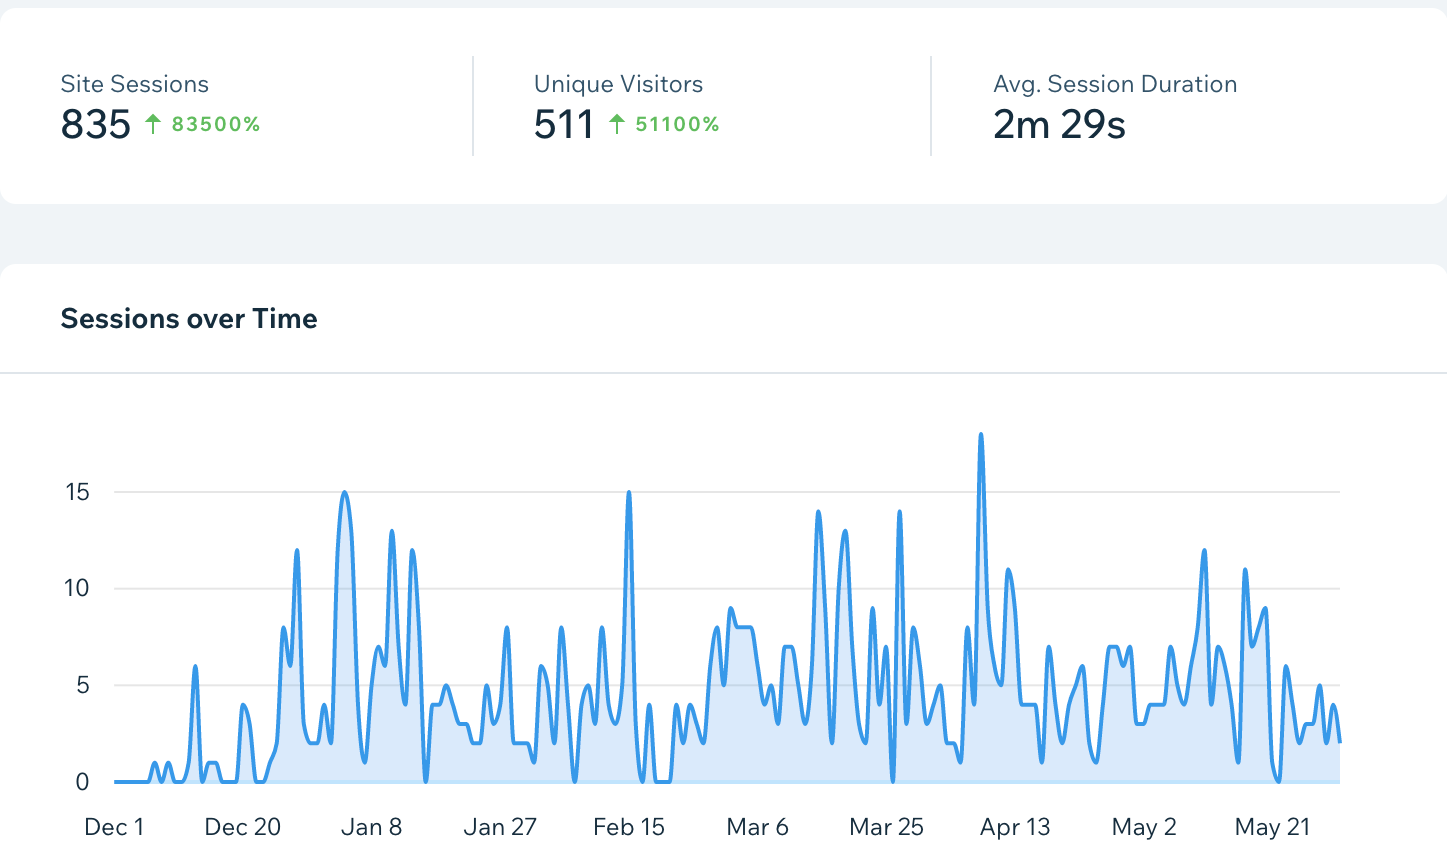 Site Sessions
835 ↑ 83500%
Unique Visitors
511 ↑ 51100%
Avg. Session Duration
2m 29s
Sessions over Time
15
10
5
0
Dec 1 Dec 20 Jan 8 Jan 27 Feb 15 Mar 6 Mar 25 Apr 13 May 2 May 21